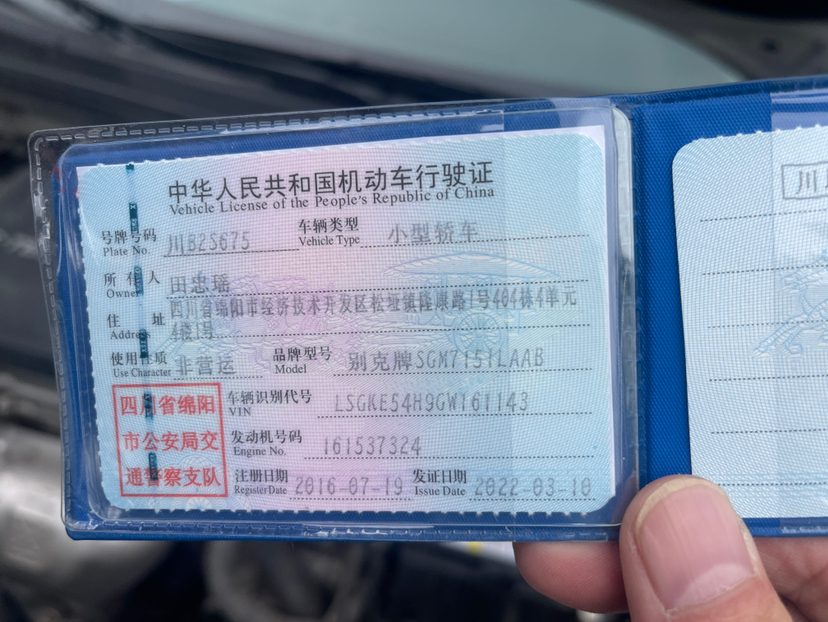 中华人民共和国机动车行驶证
Vehicle License of the People's Republic of China
号牌号码 川B25675 车辆类型 小型轿车
Plate No. Vehicle Type
所有人 田忠瑶
Owner
住址 四川省绵阳市经济技术开发区松垭镇隆康路1号404栋4单元
Address 4楼1号
使用性质 非营运 品牌型号 别克牌SGM7151LAAB
Use Character Model
四川省绵阳 车辆识别代号 LSGKE54H9GW161143
VIN
市公安局交 发动机号码 161537324
Engine No.
通警察支队 注册日期 2016-07-19 发证日期 2022-03-10
Register Date Issue Date
川